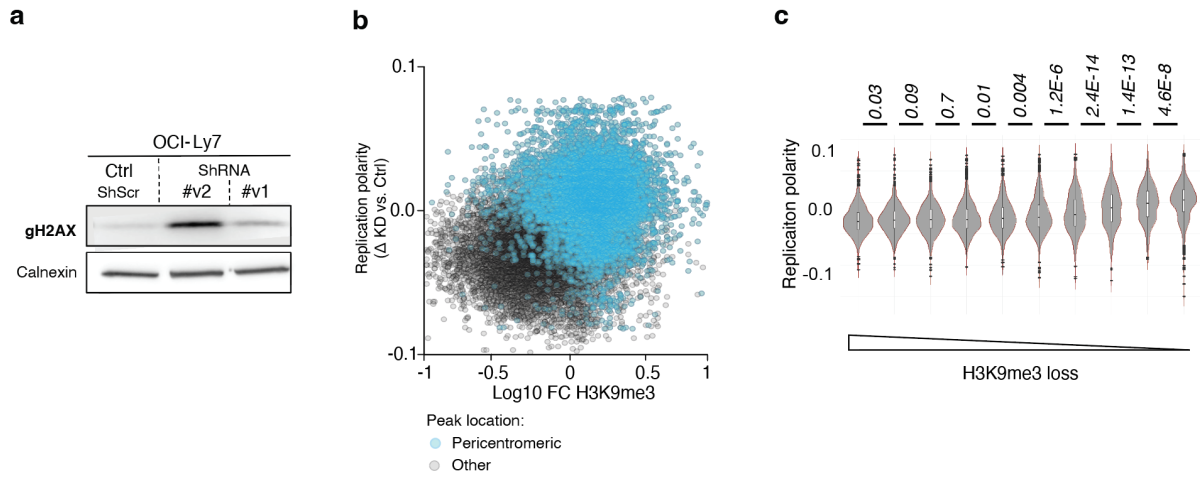 a
OCI-Ly7
Ctrl
ShRNA
ShScr
#v2
#v1
gH2AX
Calnexin
b
Replication polarity
(Δ KD vs. Ctrl)
0.1
0.0
-0.1
-1
-0.5
0
0.5
1
Log10 FC H3K9me3
Peak location:
Pericentromeric
Other
c
0.03
0.09
0.7
0.01
0.004
1.2E-6
2.4E-14
1.4E-13
4.6E-8
Replicaiton polarity
0.1
0.0
-0.1
H3K9me3 loss